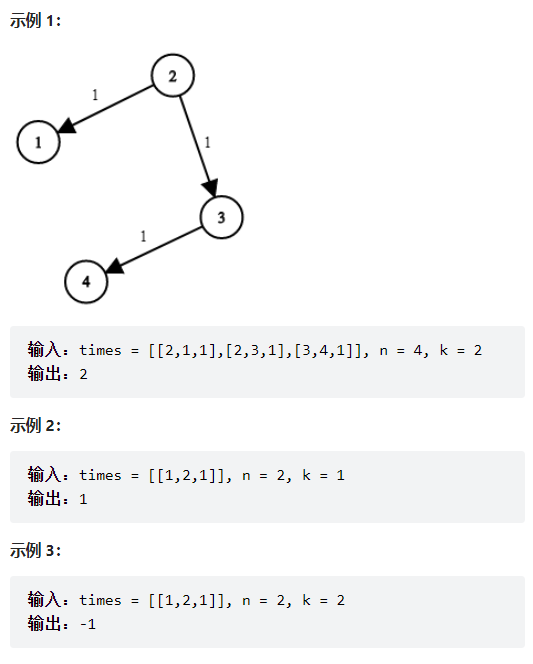 示例 1：
2
1
1
1
3
1
4
输入：times = [[2,1,1],[2,3,1],[3,4,1]], n = 4, k = 2
输出：2
示例 2：
输入：times = [[1,2,1]], n = 2, k = 1
输出：1
示例 3：
输入：times = [[1,2,1]], n = 2, k = 2
输出：-1